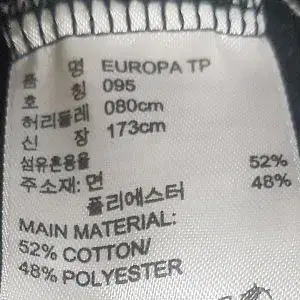 품 명 EUROPA TP
호 칭 095
허리둘레 080cm
신 장 173cm
섬유혼용율
주소재: 면 52%
폴리에스터 48%
MAIN MATERIAL:
52% COTTON/
48% POLYESTER